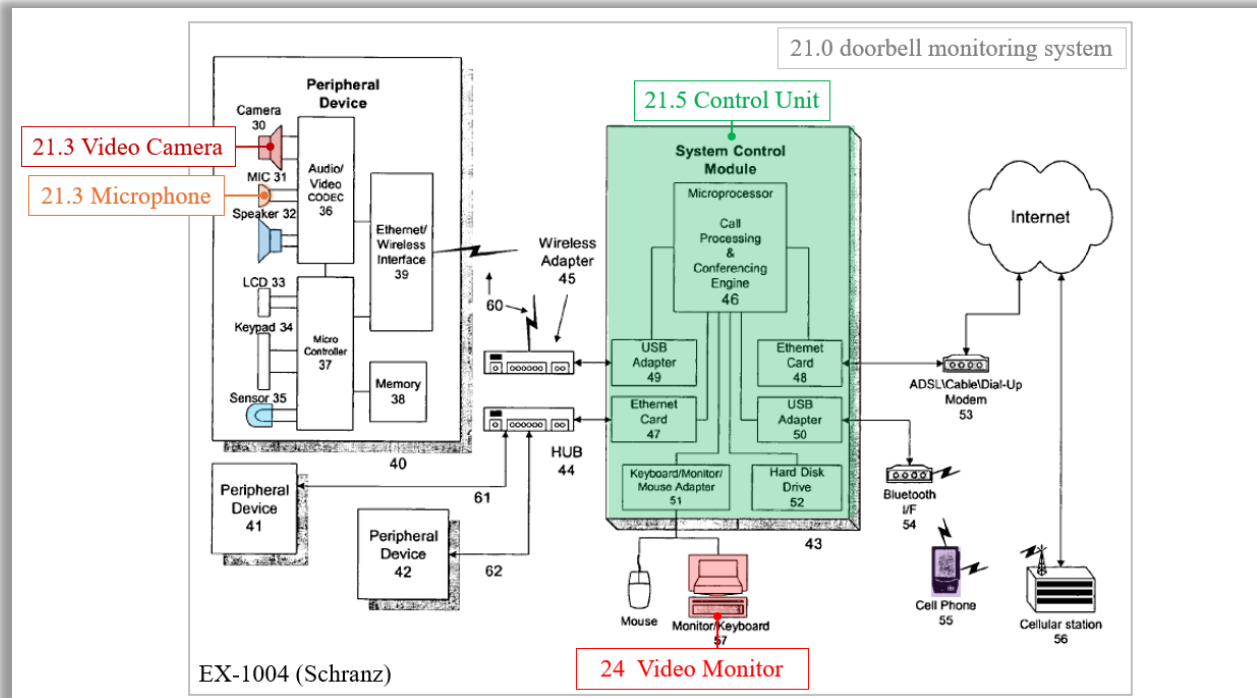 21.0 doorbell monitoring system
Peripheral
Device
21.5 Control Unit
Camera
30
21.3 Video Camera
System Control
Module
Audio/
Video
CODEC
36
MIC 31
21.3 Microphone
Speaker 32
Ethernet/
Wireless
Interface
39
Microprocessor
Call
Processing
&
Conferencing
Engine
46
Internet
Wireless
Adapter
45
LCD 33
60
Keypad 34
Micro
Controller
37
Memory
38
Sensor 35
USB
Adapter
49
Ethernet
Card
48
ADSL\Cable\Dial-Up
Modem
53
Ethernet
Card
47
USB
Adapter
50
HUB
44
40
Keyboard/Monitor/
Mouse Adapter
51
Hard Disk
Drive
52
Bluetooth
I/F
54
Peripheral
Device
41
61
Peripheral
Device
42
62
43
Mouse
Monitor/Keyboard
57
Cell Phone
55
Cellular station
56
24 Video Monitor
EX-1004 (Schranz)